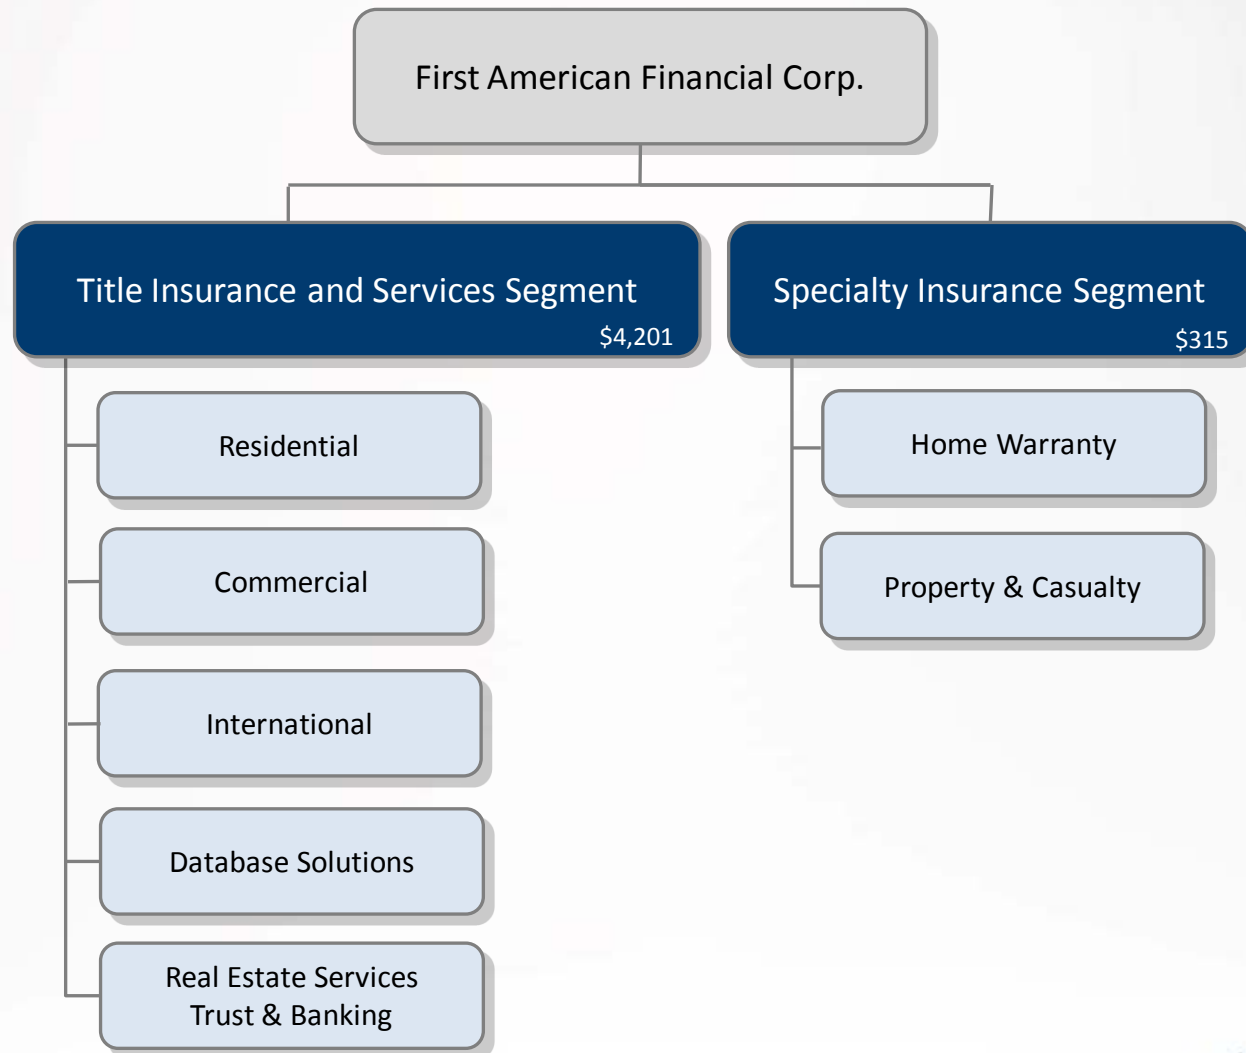 First American Financial Corp.
Title Insurance and Services Segment
$4,201
Residential
Commercial
International
Database Solutions
Real Estate Services
Trust & Banking
Specialty Insurance Segment
$315
Home Warranty
Property & Casualty